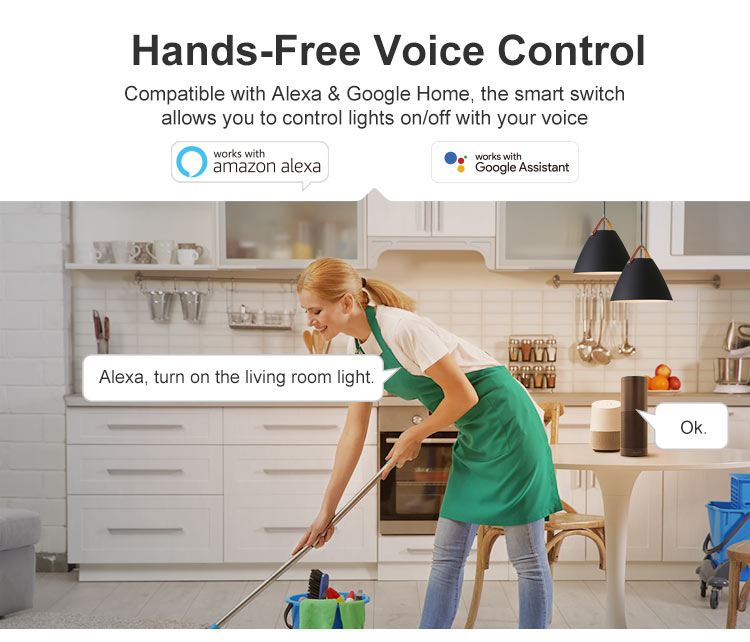 Hands-Free Voice Control
Compatible with Alexa & Google Home, the smart switch
allows you to control lights on/off with your voice
works with
amazon alexa
works with
Google Assistant
Alexa, turn on the living room light.
Ok.